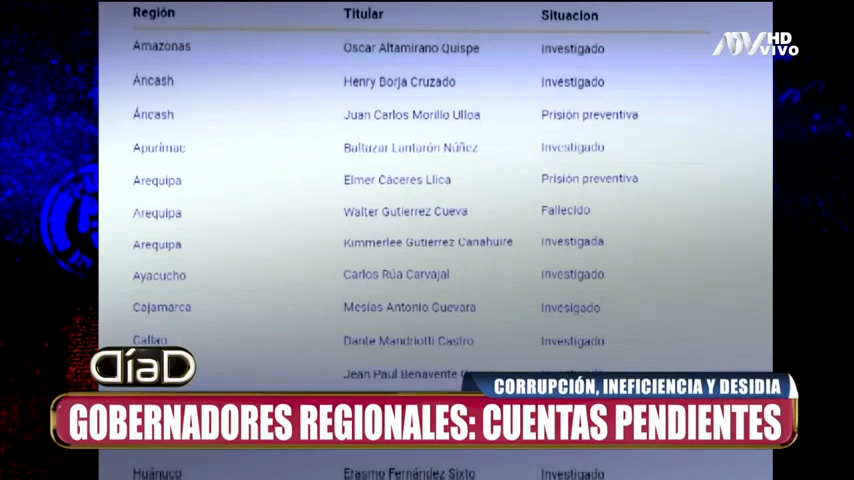 Región Titular Situacion
Amazonas Oscar Altamirano Quispe Investigado
Áncash Henry Borja Cruzado Investigado
Áncash Juan Carlos Morillo Ulloa Prisión preventiva
Apurímac Baltazar Lantarón Núñez Investigado
Arequipa Elmer Cáceres Llica Prisión preventiva
Arequipa Walter Gutierrez Cueva Fallecido
Arequipa Kimmerlee Gutierrez Canahuire Investigada
Ayacucho Carlos Rúa Carvajal Investigado
Cajamarca Mesías Antonio Guevara Invesigado
Callao Dante Mandriotti Castro Investigado
Jean Paul Benavente
Huánuco Erasmo Fernández Sixto Investigado
ATV HD
VIVO
DíaD
CORRUPCIÓN, INEFICIENCIA Y DESIDIA
GOBERNADORES REGIONALES: CUENTAS PENDIENTES